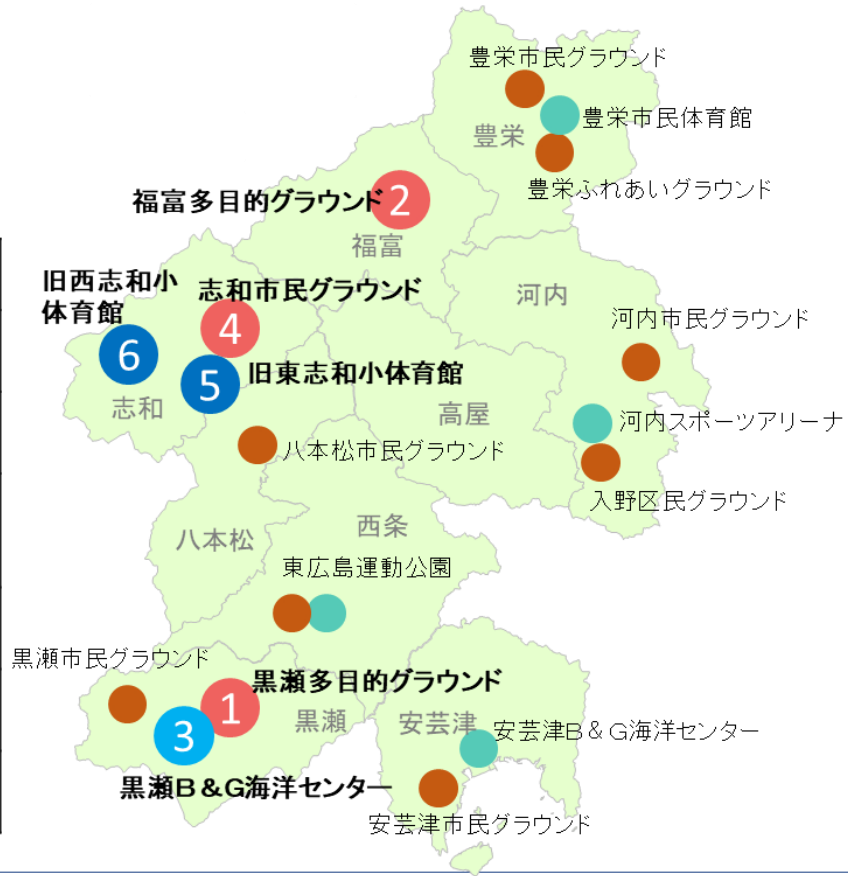 豊栄市民グラウンド
豊栄市民体育館
豊栄
豊栄ふれあいグラウンド
福富多目的グラウンド
2
福富
旧西志和小
体育館
志和市民グラウンド
河内
河内市民グラウンド
4
6
5
旧東志和小体育館
志和
高屋
河内スポーツアリーナ
八本松市民グラウンド
入野区民グラウンド
八本松
西条
東広島運動公園
黒瀬市民グラウンド
黒瀬多目的グラウンド
1
黒瀬
3
安芸津
安芸津B&G海洋センター
黒瀬B&G海洋センター
安芸津市民グラウンド